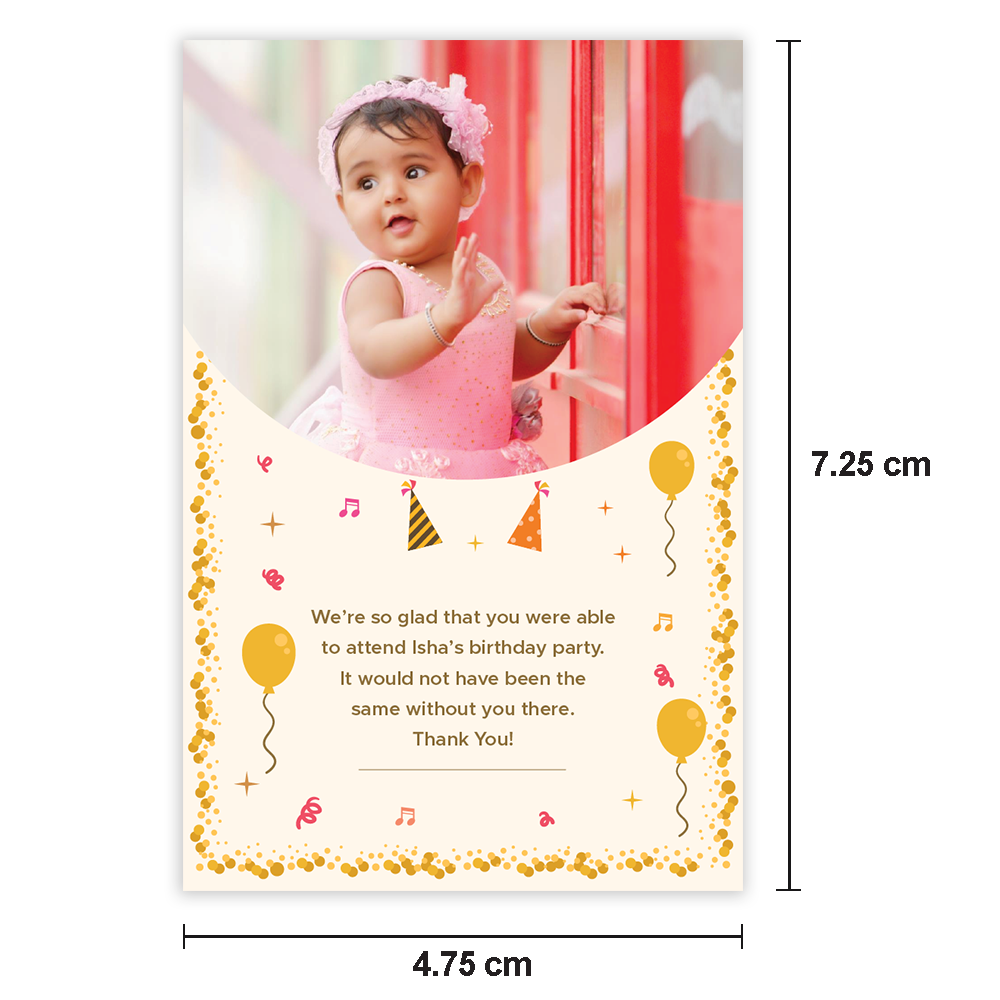 7.25 cm
We're so glad that you were able
to attend Isha's birthday party.
It would not have been the
same without you there.
Thank You!
4.75 cm